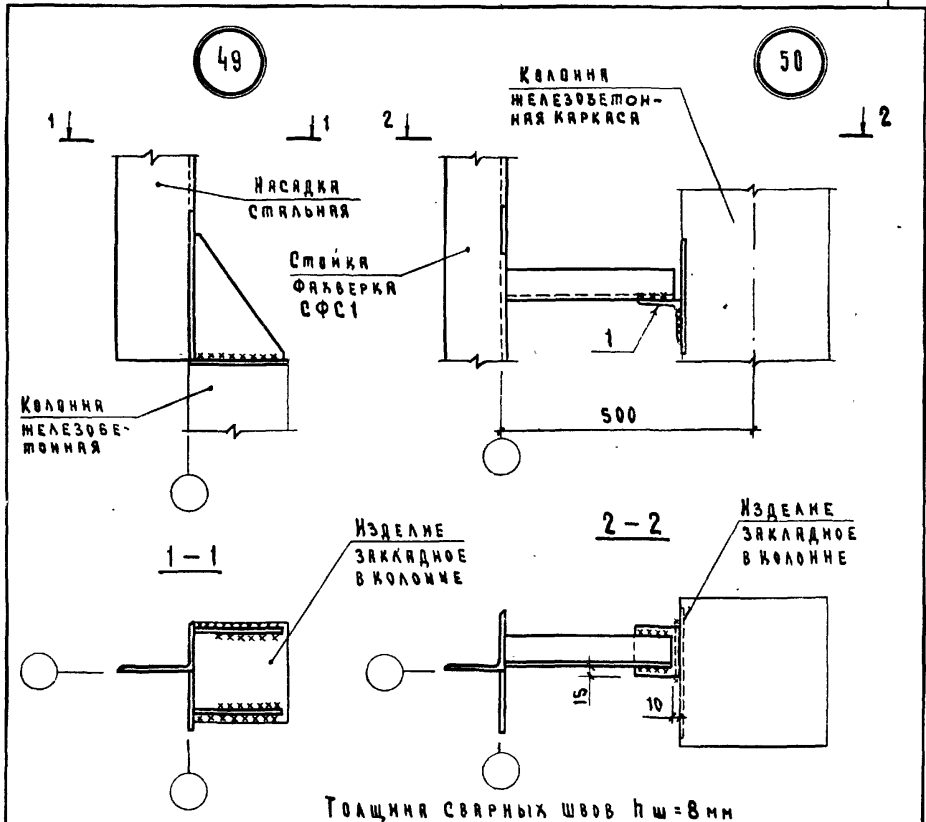 49
50
КОЛОННА
ЖЕЛЕЗОБЕТОН-
НАЯ КАРКАСА
1
1
2
2
НАСАДКА
СТАЛЬНАЯ
СТОЙКА
ФАХВЕРКА
СФС1
1
КОЛОННА
ЖЕЛЕЗОБЕ-
ТОННАЯ
500
1-1
ИЗДЕЛИЕ
ЗАКЛАДНОЕ
В КОЛОННЕ
2-2
ИЗДЕЛИЕ
ЗАКЛАДНОЕ
В КОЛОННЕ
15
10
ТОЛЩИНА СВАРНЫХ ШВОВ hш=8мм